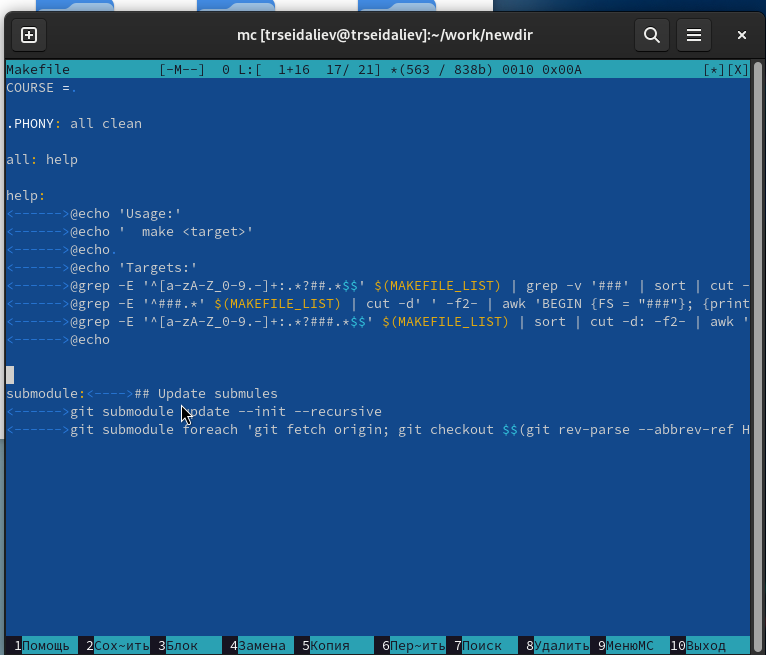 mc [trseidaliev@trseidaliev]:~/work/newdir
Makefile [-M--] 0 L:[ 1+16 17/ 21] *(563 / 838b) 0010 0x00A [*][X]
COURSE =.
.PHONY: all clean
all: help
help:
<------>@echo 'Usage:'
<------>@echo '  make <target>'
<------>@echo.
<------>@echo 'Targets:'
<------>@grep -E '^[a-zA-Z_0-9.-]+:.*?##.*$$' $(MAKEFILE_LIST) | grep -v '###' | sort | cut -
<------>@grep -E '^###.*' $(MAKEFILE_LIST) | cut -d' ' -f2- | awk 'BEGIN {FS = "###"}; {print
<------>@grep -E '^[a-zA-Z_0-9.-]+:.*?###.*$$' $(MAKEFILE_LIST) | sort | cut -d: -f2- | awk '
<------>@echo
submodule:<---->## Update submules
<------>git submodule update --init --recursive
<------>git submodule foreach 'git fetch origin; git checkout $$(git rev-parse --abbrev-ref H
1Помощь 2Сох~ить 3Блок 4Замена 5Копия 6Пер~ить 7Поиск 8Удалить 9МенюMC 10Выход